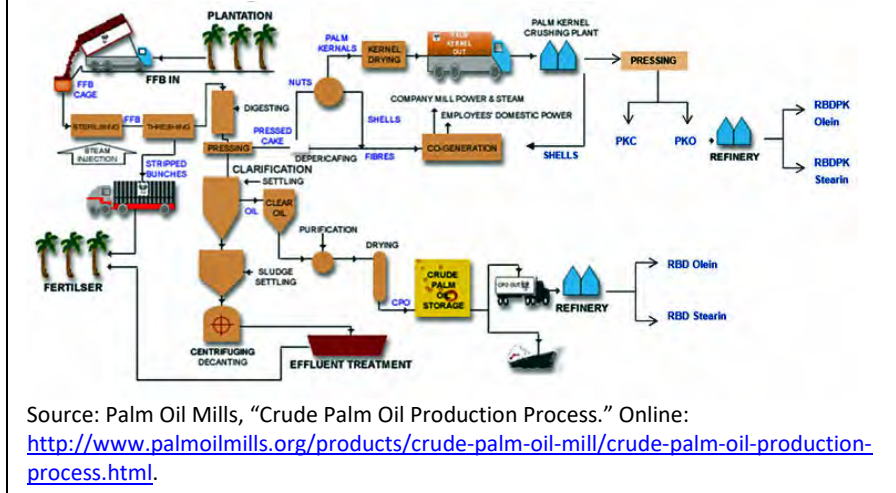 PLANTATION
FFB IN
FFB
CAGE
FFB
STERILISING
THRESHING
STEAM
INJECTION
STRIPPED
BUNCHES
FERTILSER
DIGESTING
PRESSING
PRESSED
CAKE
NUTS
PALM
KERNALS
KERNEL
DRYING
PALM
KERNEL
OUT
PALM KERNEL
CRUSHING PLANT
PRESSING
PKC
PKO
REFINERY
RBDPK
Olein
RBDPK
Stearin
COMPANY MILL POWER & STEAM
EMPLOYEES' DOMESTIC POWER
SHELLS
DEPERICAFING
FIBRES
CO-GENERATION
SHELLS
CLARIFICATION
SETTLING
OIL
CLEAR
OIL
PURIFICATION
DRYING
SLUDGE
SETTLING
CENTRIFUGING
DECANTING
EFFLUENT TREATMENT
CPO
CRUDE
PALM
OIL
STORAGE
CPO OUT
REFINERY
RBD Olein
RBD Stearin
Source: Palm Oil Mills, “Crude Palm Oil Production Process.” Online:
http://www.palmoilmills.org/products/crude-palm-oil-mill/crude-palm-oil-production-
process.html.